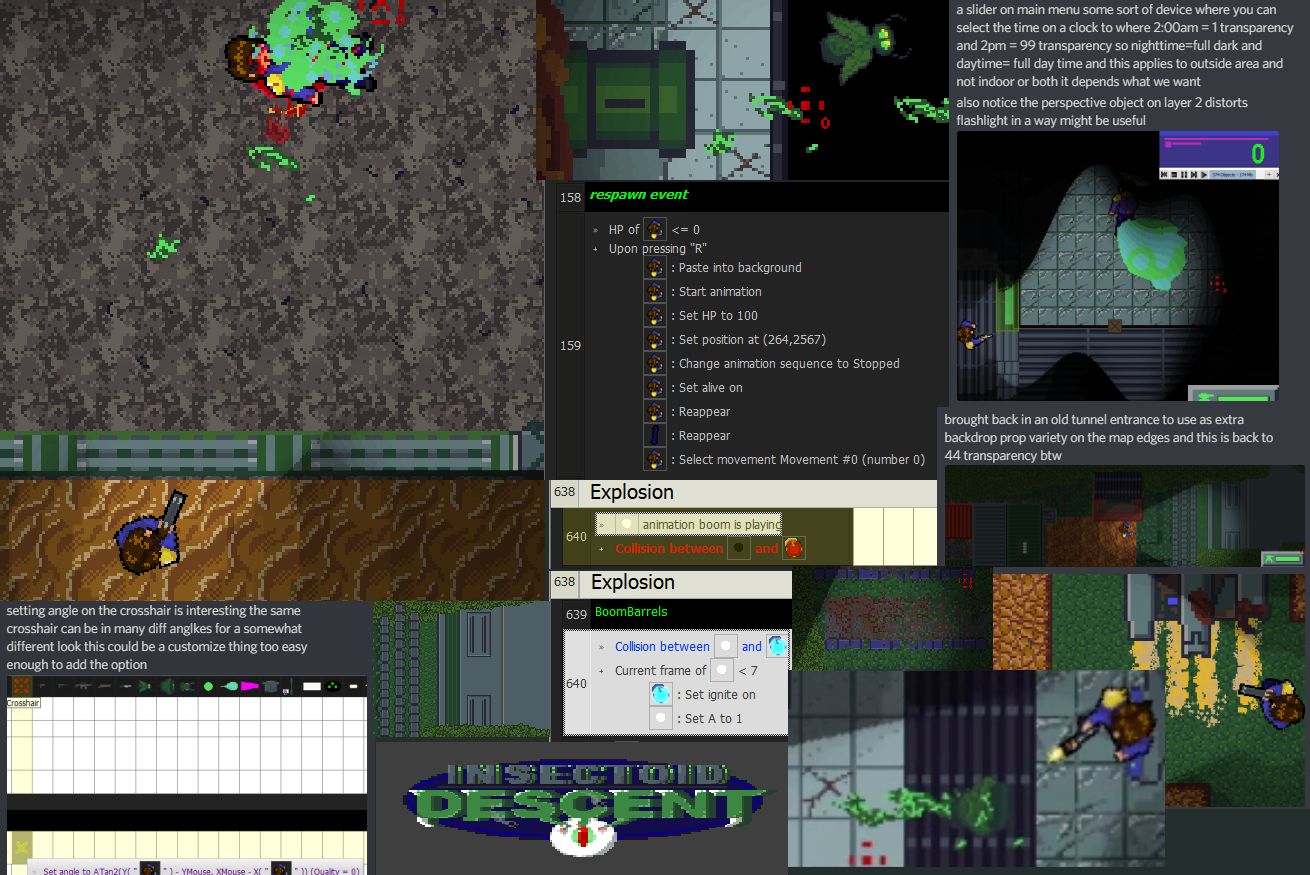 a slider on main menu some sort of device where you can
select the time on a clock to where 2:00am = 1 transparency
and 2pm = 99 transparency so nighttime=full dark and
daytime= full day time and this applies to outside area and
not indoor or both it depends what we want
also notice the perspective object on layer 2 distorts
flashlight in a way might be useful
0
0
158 respawn event
» HP of <= 0
+ Upon pressing "R"
: Paste into background
: Start animation
: Set HP to 100
: Set position at (264,2567)
159
: Change animation sequence to Stopped
: Set alive on
: Reappear
: Reappear
: Select movement Movement #0 (number 0)
brought back in an old tunnel entrance to use as extra
backdrop prop variety on the map edges and this is back to
44 transparency btw
638 Explosion
» animation boom is playing
640
+ Collision between and
638 Explosion
639 BoomBarrels
» Collision between and
+ Current frame of < 7
640
: Set ignite on
: Set A to 1
setting angle on the crosshair is interesting the same
crosshair can be in many diff anglkes for a somewhat
different look this could be a customize thing too easy
enough to add the option
Crosshair
Set angle to ATan2(Y( " " ) - YMouse, XMouse - X( " " )) (Quality = 0)
INSECTOID
DESCENT